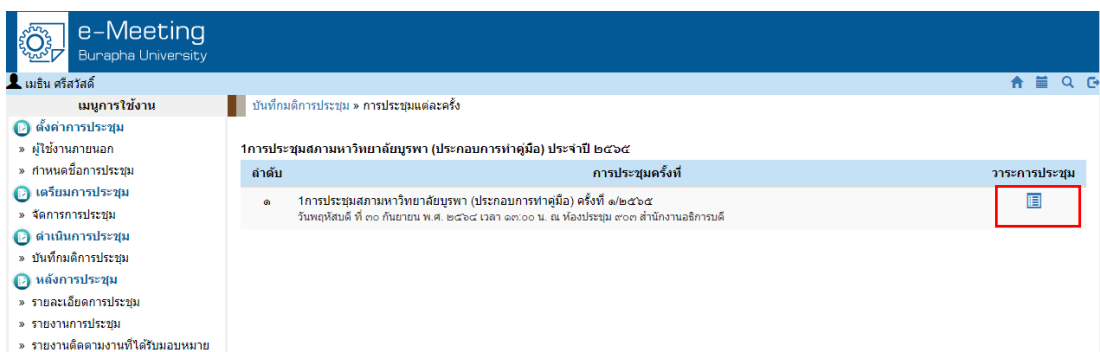 e-Meeting
Burapha University
เมธิน ศรีสวัสดิ์
เมนูการใช้งาน
บันทึกมติการประชุม » การประชุมแต่ละครั้ง
ตั้งค่าการประชุม
» ผู้ใช้งานภายนอก
» กำหนดชื่อการประชุม
เตรียมการประชุม
» จัดการการประชุม
ดำเนินการประชุม
» บันทึกมติการประชุม
หลังการประชุม
» รายละเอียดการประชุม
» รายงานการประชุม
» รายงานติดตามงานที่ได้รับมอบหมาย
1การประชุมสภามหาวิทยาลัยบูรพา (ประกอบการทำคู่มือ) ประจำปี ๒๕๖๕
ลำดับ การประชุมครั้งที่ วาระการประชุม
๑ 1การประชุมสภามหาวิทยาลัยบูรพา (ประกอบการทำคู่มือ) ครั้งที่ ๑/๒๕๖๕
วันพฤหัสบดี ที่ ๓๐ กันยายน พ.ศ. ๒๕๖๔ เวลา ๑๓:๐๐ น. ณ ห้องประชุม ๙๐๓ สำนักงานอธิการบดี